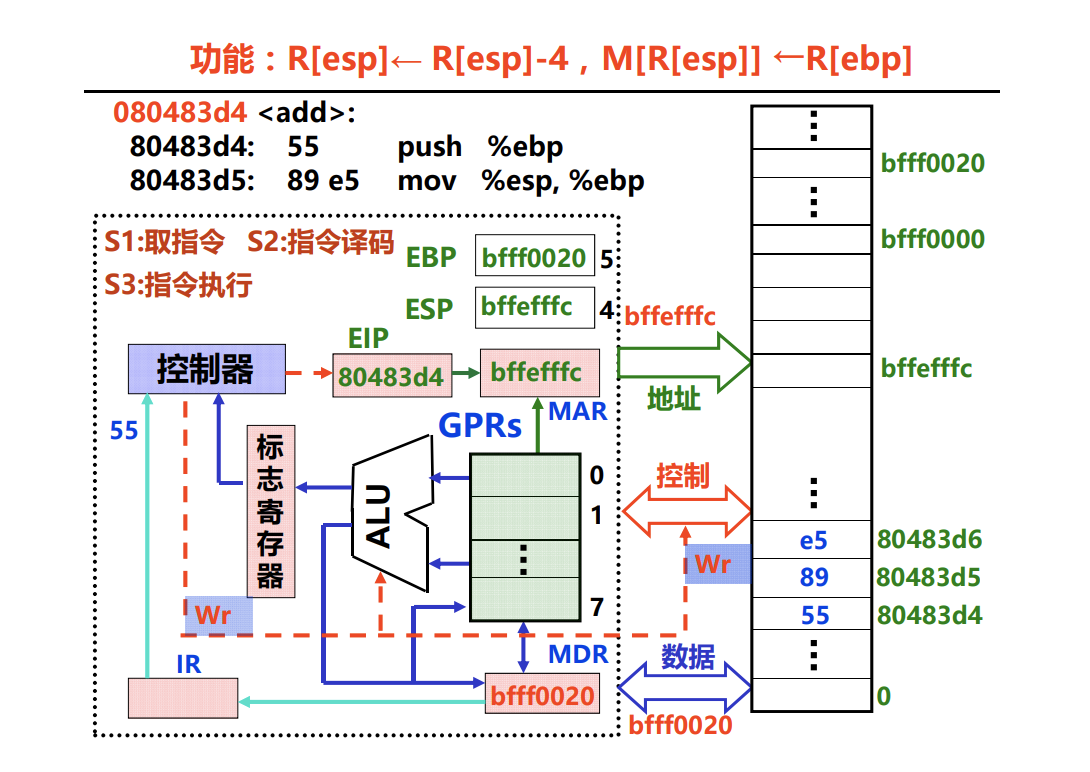 功能：R[esp]← R[esp]-4，M[R[esp]] ←R[ebp]
080483d4 <add>:
80483d4: 55 push %ebp
80483d5: 89 e5 mov %esp, %ebp
S1:取指令 S2:指令译码
S3:指令执行
EBP bfff0020 5
ESP bffefffc 4
EIP
控制器
80483d4
bffefffc
MAR
GPRs
55
标志寄存器
ALU
0
1
⋮
7
Wr
IR
MDR
bfff0020
bffefffc
地址
控制
Wr
数据
bfff0020
⋮
bfff0020
⋮
bfff0000
bffefffc
⋮
e5 80483d6
89 80483d5
55 80483d4
⋮
0